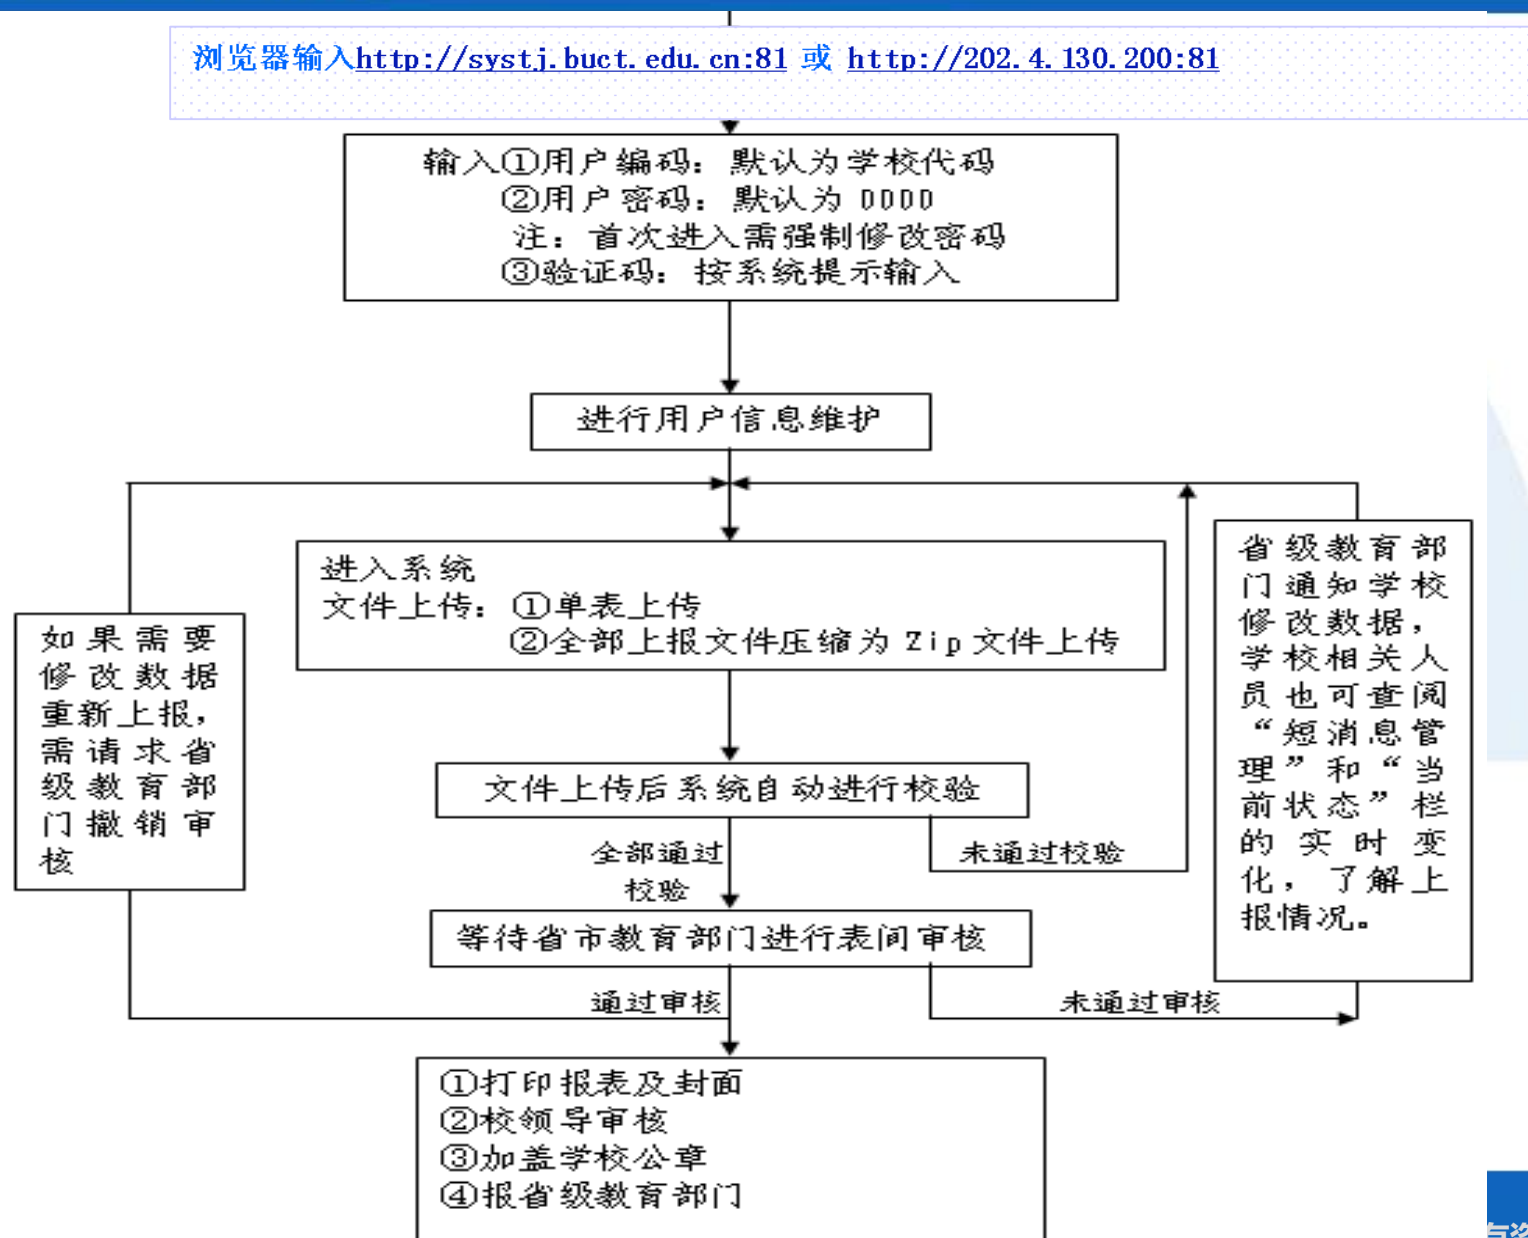 浏览器输入http://systj.buct.edu.cn:81 或 http://202.4.130.200:81
输入①用户编码：默认为学校代码
②用户密码：默认为 0000
注：首次进入需强制修改密码
③验证码：按系统提示输入
进行用户信息维护
进入系统
文件上传：①单表上传
②全部上报文件压缩为 Zip 文件上传
如果需要
修改数据
重新上报，
需请求省
级教育部
门撤销审
核
省级教育部
门通知学校
修改数据，
学校相关人
员也可查阅
“短消息管
理”和“当
前状态”栏
的实时变
化，了解上
报情况。
文件上传后系统自动进行校验
全部通过
校验
未通过校验
等待省市教育部门进行表间审核
通过审核
未通过审核
①打印报表及封面
②校领导审核
③加盖学校公章
④报省级教育部门